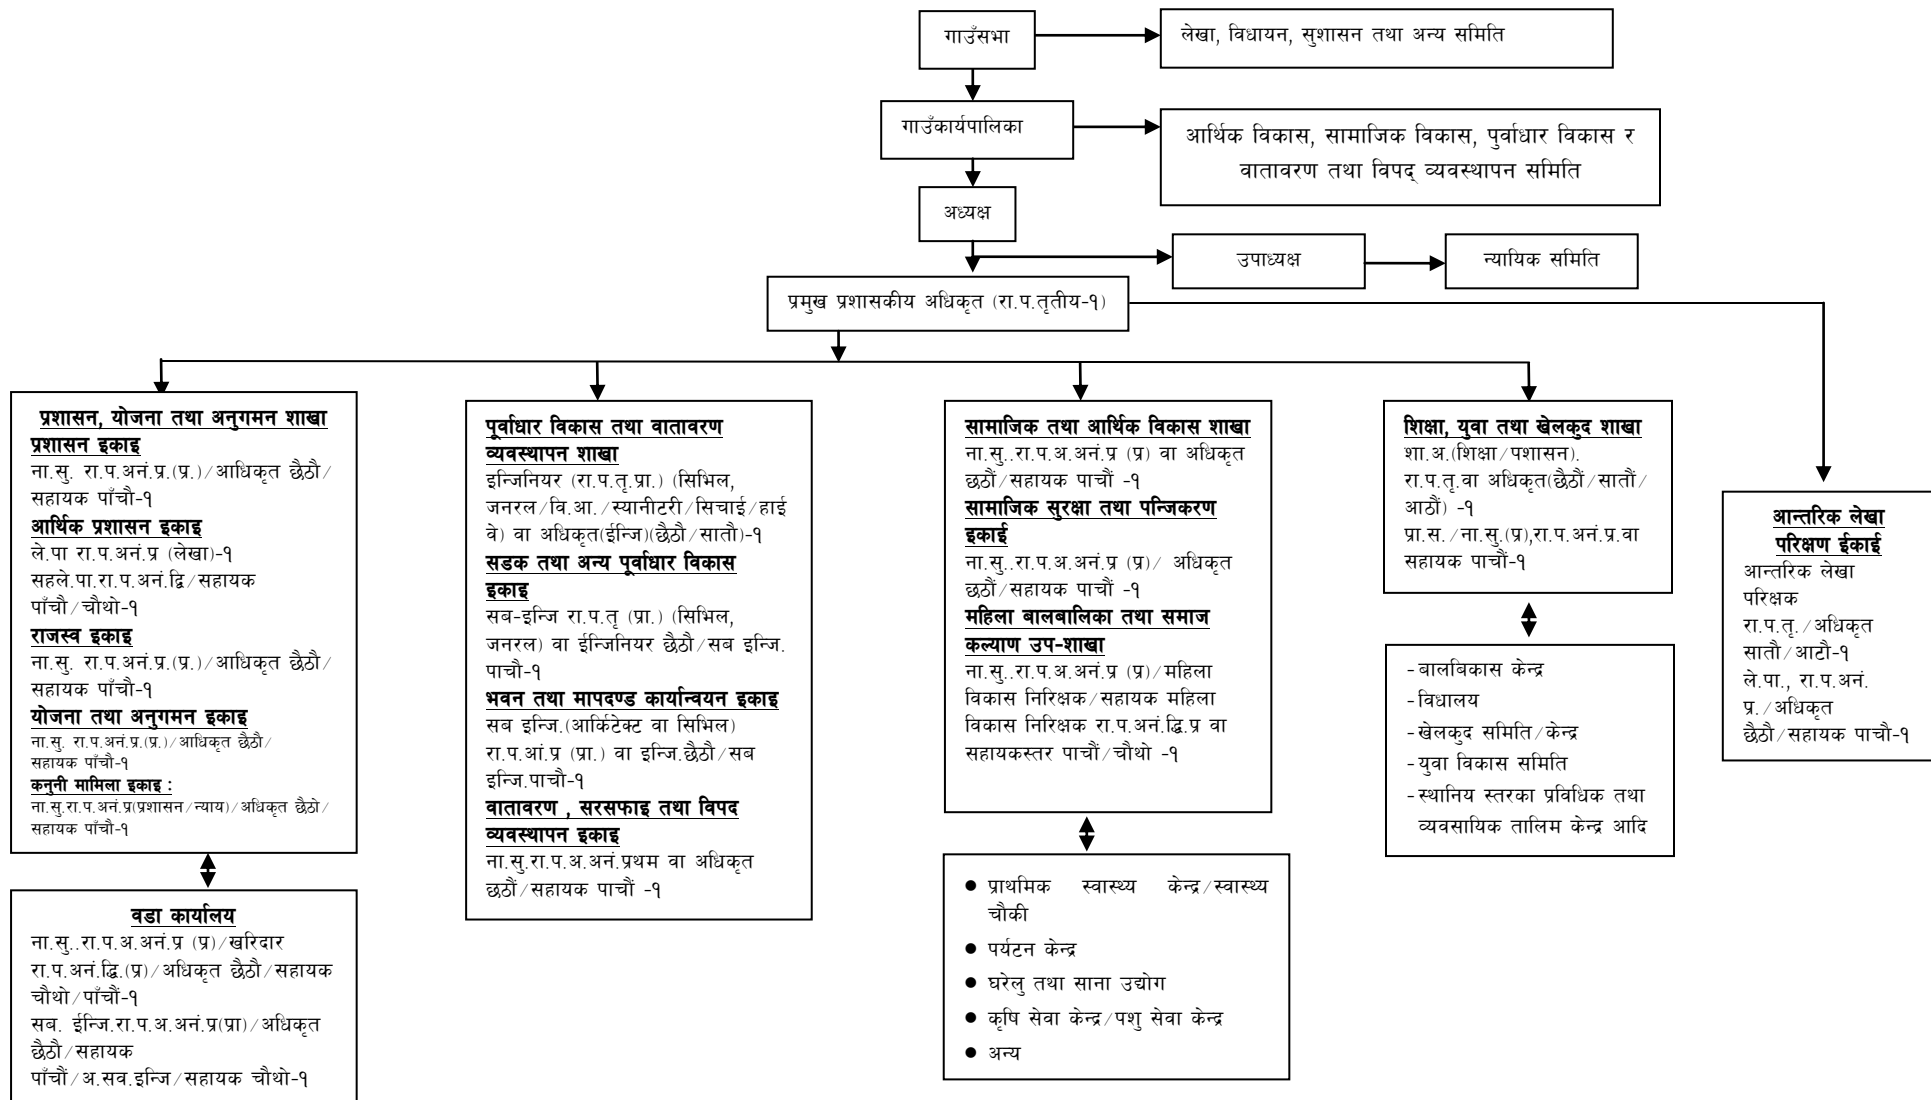 गाउँसभा
लेखा, विधायन, सुशासन तथा अन्य समिति
गाउँकार्यपालिका
आर्थिक विकास, सामाजिक विकास, पुर्वाधार विकास र
वातावरण तथा विपद् व्यवस्थापन समिति
अध्यक्ष
उपाध्यक्ष
न्यायिक समिति
प्रमुख प्रशासकीय अधिकृत (रा.प.तृतीय-१)
प्रशासन, योजना तथा अनुगमन शाखा
प्रशासन इकाइ
ना.सु. रा.प.अनं.प्र.(प्र.)/आधिकृत छैठौ/
सहायक पाँचौ-१
आर्थिक प्रशासन इकाइ
ले.पा रा.प.अनं.प्र (लेखा)-१
सहले.पा.रा.प.अनं.द्वि/सहायक
पाँचौ/चौथो-१
राजस्व इकाइ
ना.सु. रा.प.अनं.प्र.(प्र.)/आधिकृत छैठौ/
सहायक पाँचौ-१
योजना तथा अनुगमन इकाइ
ना.सु. रा.प.अनं.प्र.(प्र.)/आधिकृत छैठौ/
सहायक पाँचौ-१
कनुनी मामिला इकाइ :
ना.सु.रा.प.अनं.प्र(प्रशासन/न्याय)/अधिकृत छैठो/
सहायक पाँचौ-१
वडा कार्यालय
ना.सु..रा.प.अ.अनं.प्र (प्र)/खरिदार
रा.प.अनं.द्धि.(प्र)/अधिकृत छैठौ/सहायक
चौथो/पाँचौं-१
सब. ईन्जि.रा.प.अ.अनं.प्र(प्रा)/अधिकृत
छैठौ/सहायक
पाँचौं/अ.सव.इन्जि/सहायक चौथो-१
पूर्वाधार विकास तथा वातावरण
व्यवस्थापन शाखा
इन्जिनियर (रा.प.तृ.प्रा.) (सिभिल,
जनरल/वि.आ./स्यानीटरी/सिचाई/हाई
वे) वा अधिकृत(ईन्जि)(छैठौ/सातौ)-१
सडक तथा अन्य पूर्वाधार विकास
इकाइ
सब-इन्जि रा.प.तृ (प्रा.) (सिभिल,
जनरल) वा ईन्जिनियर छैठौ/सब इन्जि.
पाचौ-१
भवन तथा मापदण्ड कार्यान्वयन इकाइ
सब इन्जि.(आर्किटेक्ट वा सिभिल)
रा.प.आं.प्र (प्रा.) वा इन्जि.छैठौ/सब
इन्जि.पाचौ-१
वातावरण , सरसफाइ तथा विपद
व्यवस्थापन इकाइ
ना.सु.रा.प.अ.अनं.प्रथम वा अधिकृत
छठौं/सहायक पाचौं -१
सामाजिक तथा आर्थिक विकास शाखा
ना.सु..रा.प.अ.अनं.प्र (प्र) वा अधिकृत
छठौं/सहायक पाचौं -१
सामाजिक सुरक्षा तथा पन्जिकरण
इकाई
ना.सु..रा.प.अ.अनं.प्र (प्र)/ अधिकृत
छठौं/सहायक पाचौं -१
महिला बालबालिका तथा समाज
कल्याण उप-शाखा
ना.सु..रा.प.अ.अनं.प्र (प्र)/महिला
विकास निरिक्षक/सहायक महिला
विकास निरिक्षक रा.प.अनं.द्धि.प्र वा
सहायकस्तर पाचौं/चौथो -१
● प्राथमिक स्वास्थ्य केन्द्र/स्वास्थ्य
चौकी
● पर्यटन केन्द्र
● घरेलु तथा साना उद्योग
● कृषि सेवा केन्द्र/पशु सेवा केन्द्र
● अन्य
शिक्षा, युवा तथा खेलकुद शाखा
शा.अ.(शिक्षा/पशासन).
रा.प.तृ.वा अधिकृत(छैठौं/सातौं/
आठौं) -१
प्रा.स./ना.सु.(प्र),रा.प.अनं.प्र.वा
सहायक पाचौं-१
-बालबिकास केन्द्र
-विधालय
-खेलकुद समिति/केन्द्र
-युवा विकास समिति
-स्थानिय स्तरका प्रविधिक तथा
व्यवसायिक तालिम केन्द्र आदि
आन्तरिक लेखा
परिक्षण ईकाई
आन्तरिक लेखा
परिक्षक
रा.प.तृ./अधिकृत
सातौ/आटौ-१
ले.पा., रा.प.अनं.
प्र./अधिकृत
छैठौ/सहायक पाचौ-१